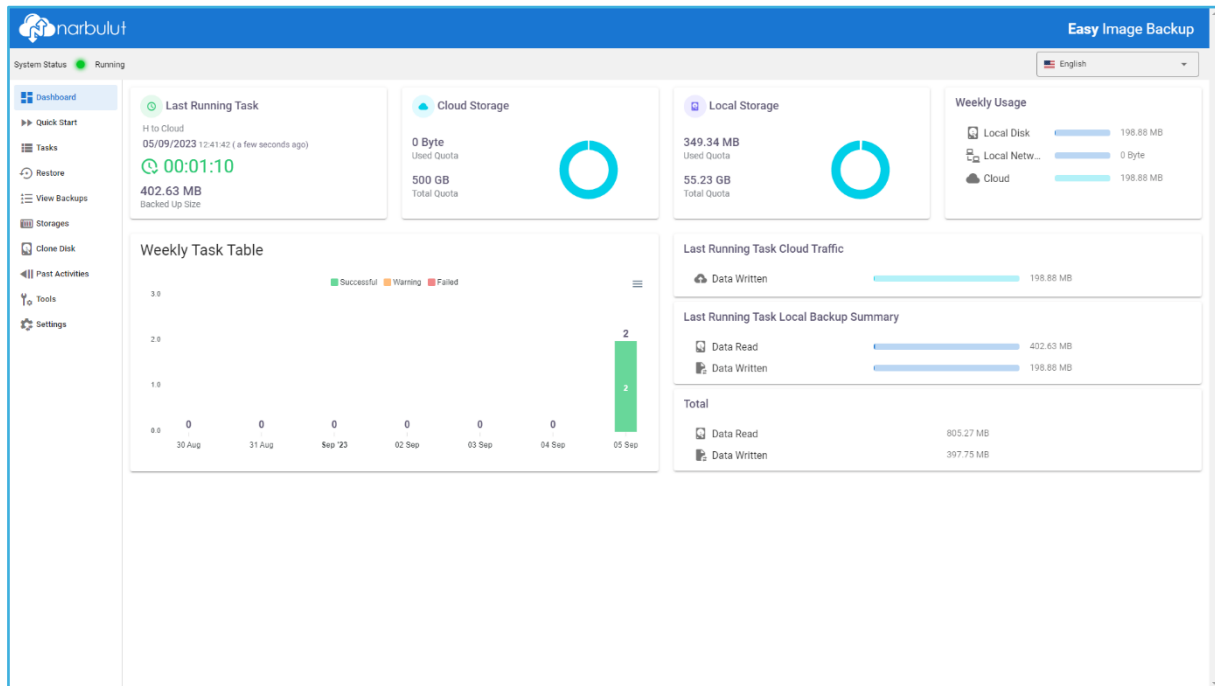 narbulut
Easy Image Backup
System Status Running
English
Dashboard
Quick Start
Tasks
Restore
View Backups
Storages
Clone Disk
Past Activities
Tools
Settings
Last Running Task
H to Cloud
05/09/2023 12:41:42 ( a few seconds ago)
00:01:10
402.63 MB
Backed Up Size
Cloud Storage
0 Byte
Used Quota
500 GB
Total Quota
Local Storage
349.34 MB
Used Quota
55.23 GB
Total Quota
Weekly Usage
Local Disk 198.88 MB
Local Netw... 0 Byte
Cloud 198.88 MB
Weekly Task Table
Successful Warning Failed
3.0
2.0
1.0
0.0
0 0 0 0 0 0 2
2
30 Aug 31 Aug Sep '23 02 Sep 03 Sep 04 Sep 05 Sep
Last Running Task Cloud Traffic
Data Written 198.88 MB
Last Running Task Local Backup Summary
Data Read 402.63 MB
Data Written 198.88 MB
Total
Data Read 805.27 MB
Data Written 397.75 MB